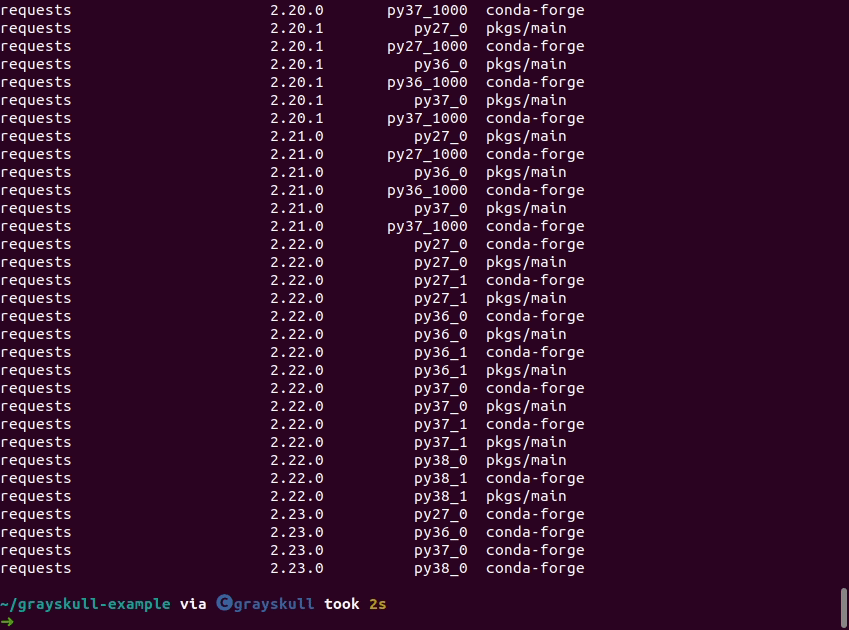 requests 2.20.0 py37_1000 conda-forge
requests 2.20.1 py27_0 pkgs/main
requests 2.20.1 py27_1000 conda-forge
requests 2.20.1 py36_0 pkgs/main
requests 2.20.1 py36_1000 conda-forge
requests 2.20.1 py37_0 pkgs/main
requests 2.20.1 py37_1000 conda-forge
requests 2.21.0 py27_0 pkgs/main
requests 2.21.0 py27_1000 conda-forge
requests 2.21.0 py36_0 pkgs/main
requests 2.21.0 py36_1000 conda-forge
requests 2.21.0 py37_0 pkgs/main
requests 2.21.0 py37_1000 conda-forge
requests 2.22.0 py27_0 conda-forge
requests 2.22.0 py27_0 pkgs/main
requests 2.22.0 py27_1 conda-forge
requests 2.22.0 py27_1 pkgs/main
requests 2.22.0 py36_0 conda-forge
requests 2.22.0 py36_0 pkgs/main
requests 2.22.0 py36_1 conda-forge
requests 2.22.0 py36_1 pkgs/main
requests 2.22.0 py37_0 conda-forge
requests 2.22.0 py37_0 pkgs/main
requests 2.22.0 py37_1 conda-forge
requests 2.22.0 py37_1 pkgs/main
requests 2.22.0 py38_0 pkgs/main
requests 2.22.0 py38_1 conda-forge
requests 2.22.0 py38_1 pkgs/main
requests 2.23.0 py27_0 conda-forge
requests 2.23.0 py36_0 conda-forge
requests 2.23.0 py37_0 conda-forge
requests 2.23.0 py38_0 conda-forge
~/grayskull-example via 🅒 grayskull took 2s
➜